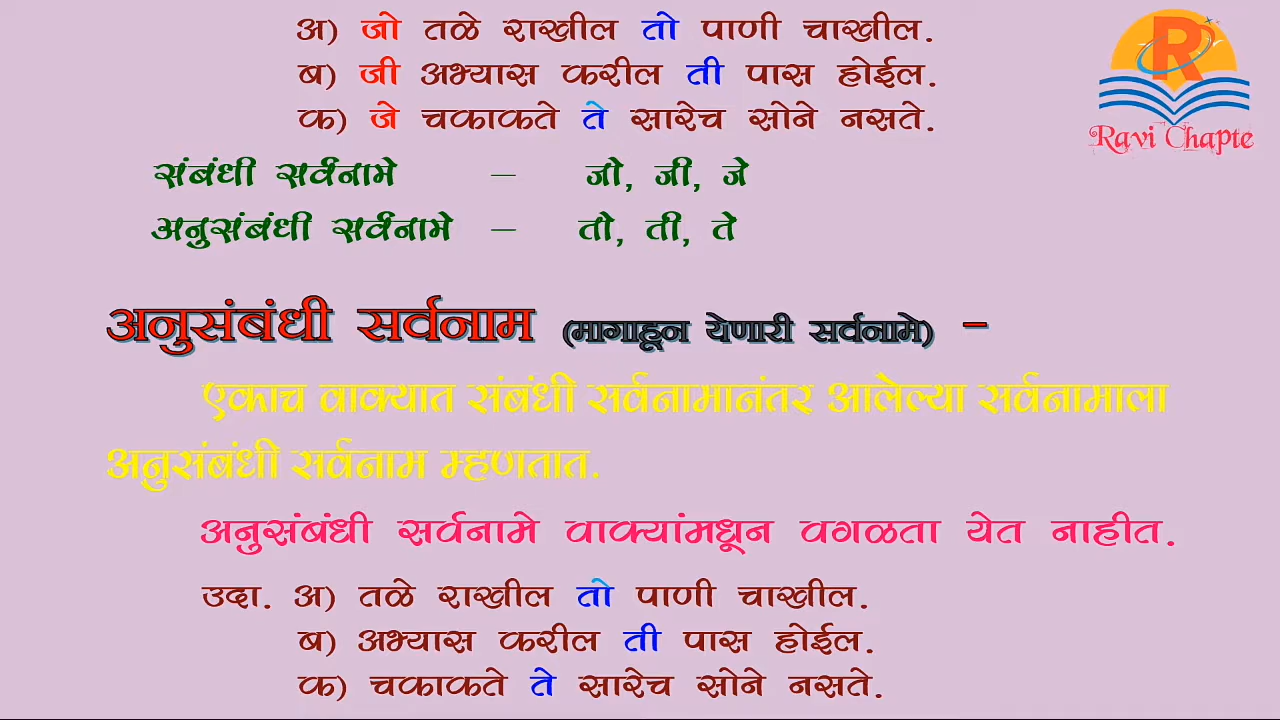 अ) जो तळे राखील तो पाणी चाखील.
ब) जी अभ्यास करील ती पास होईल.
क) जे चकाकते ते सारेच सोने नसते.
संबंधी सर्वनामे – जो, जी, जे
अनुसंबंधी सर्वनामे – तो, ती, ते
अनुसंबंधी सर्वनाम (मागाहून येणारी सर्वनामे) –
एकाच वाक्यात संबंधी सर्वनामानंतर आलेल्या सर्वनामाला
अनुसंबंधी सर्वनाम म्हणतात.
अनुसंबंधी सर्वनामे वाक्यांमधून वगळता येत नाहीत.
उदा. अ) तळे राखील तो पाणी चाखील.
ब) अभ्यास करील ती पास होईल.
क) चकाकते ते सारेच सोने नसते.
R
Ravi Chapte